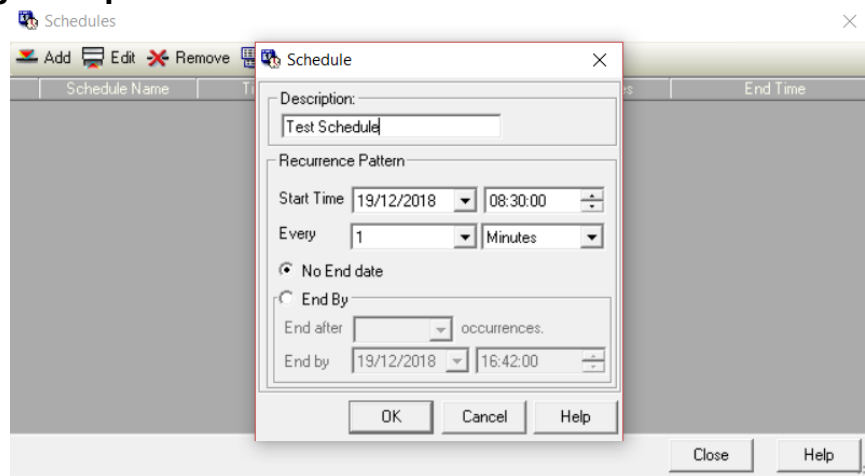 Schedules
Add Edit Remove
Schedule Name End Time
Schedule
Description:
Test Schedule
Recurrence Pattern
Start Time 19/12/2018 08:30:00
Every 1 Minutes
No End date
End By
End after occurrences.
End by 19/12/2018 16:42:00
OK Cancel Help
Close Help